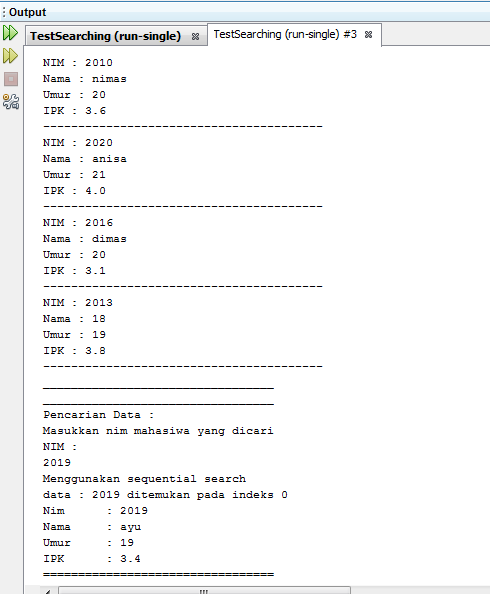 Output
TestSearching (run-single) TestSearching (run-single) #3
NIM : 2010
Nama : nimas
Umur : 20
IPK : 3.6
---------------------------------------
NIM : 2020
Nama : anisa
Umur : 21
IPK : 4.0
---------------------------------------
NIM : 2016
Nama : dimas
Umur : 20
IPK : 3.1
---------------------------------------
NIM : 2013
Nama : 18
Umur : 19
IPK : 3.8
---------------------------------------
_________________________________
_________________________________
Pencarian Data :
Masukkan nim mahasiwa yang dicari
NIM :
2019
Menggunakan sequential search
data : 2019 ditemukan pada indeks 0
Nim : 2019
Nama : ayu
Umur : 19
IPK : 3.4
=================================